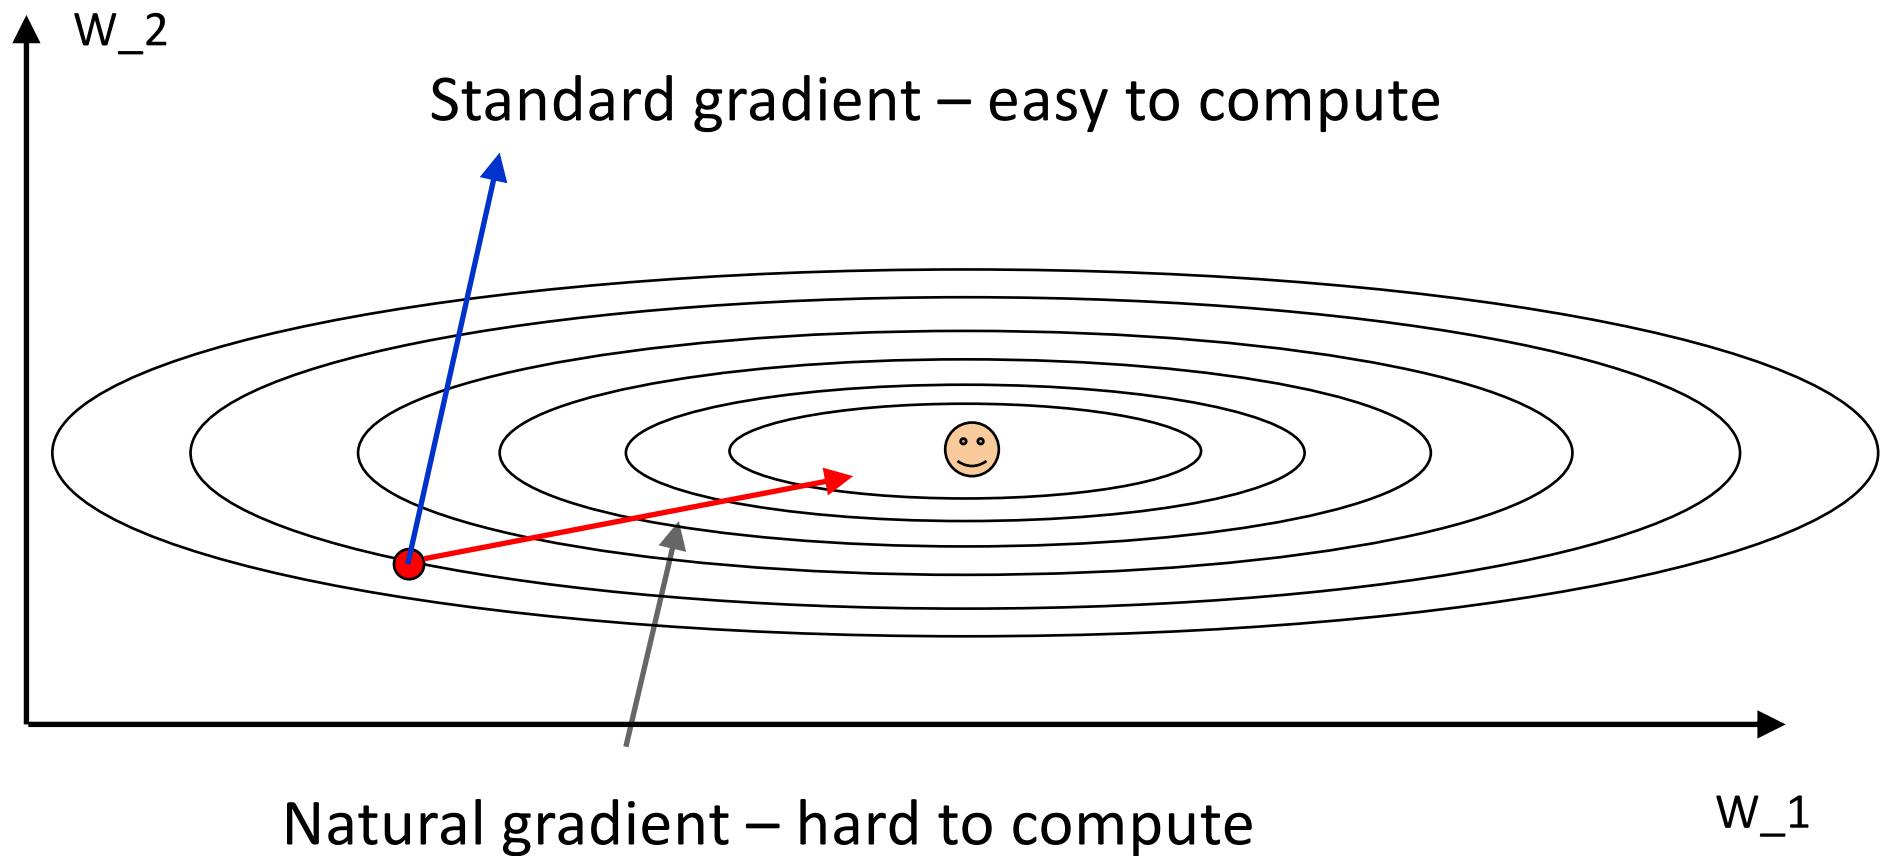 W_2
Standard gradient – easy to compute
Natural gradient – hard to compute
W_1